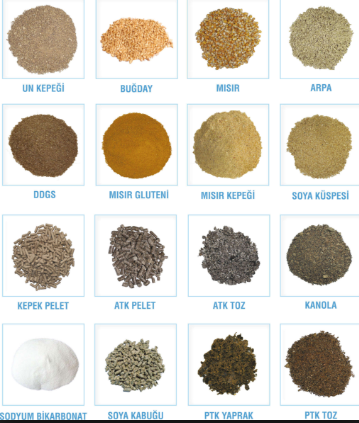 UN KEPEĞİ
BUĞDAY
MISIR
ARPA
DDGS
MISIR GLUTENİ
MISIR KEPEĞİ
SOYA KÜSPESİ
KEPEK PELET
ATK PELET
ATK TOZ
KANOLA
SODYUM BİKARBONAT
SOYA KABUĞU
PTK YAPRAK
PTK TOZ